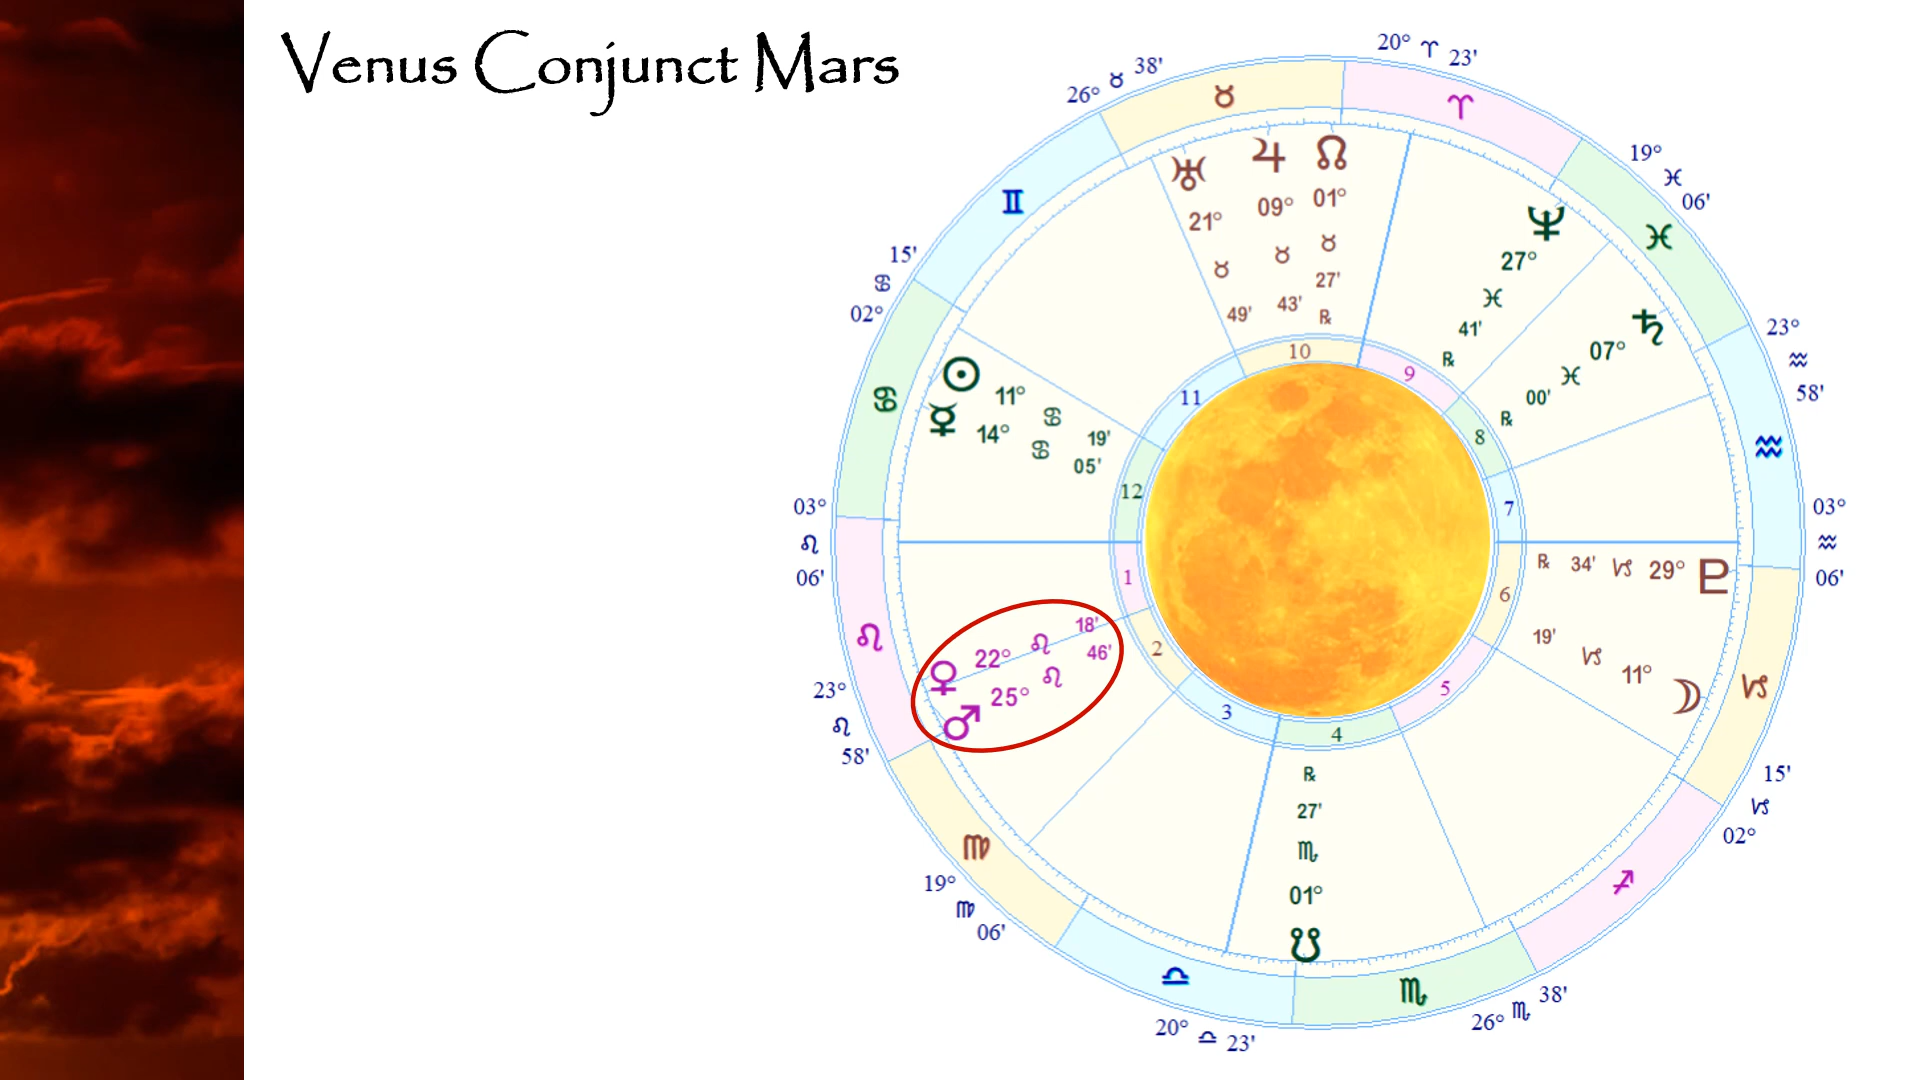 Venus Conjunct Mars
20° ♈ 23'
26° ♉ 38'
♉
♈
19° ♓ 06'
♊
♅ 21° ♉ 49'
♃ 09° ♉ 43'
☊ 01° ♉ 27' ℞
♆ 27° ♓ 41' ℞
♓
15' ♋ 02°
♄ 07° ♓ 00' ℞
23° ♒ 58'
10
9
11
8
♋
☉ 11° ♋ 19'
☿ 14° ♋ 05'
♒
12
7
03° ♌ 06'
03° ♒ 06'
℞ 34' ♑ 29° ♇
1
6
♌
♀ 22° ♌ 18'
♂ 25° ♌ 46'
2
19' ♑ 11° ☽
5
♑
23° ♌ 58'
3
4
℞ 27' ♏ 01° ☋
15' ♑ 02°
♍
19° ♍ 06'
♐
♎
♏
26° ♏ 38'
20° ♎ 23'